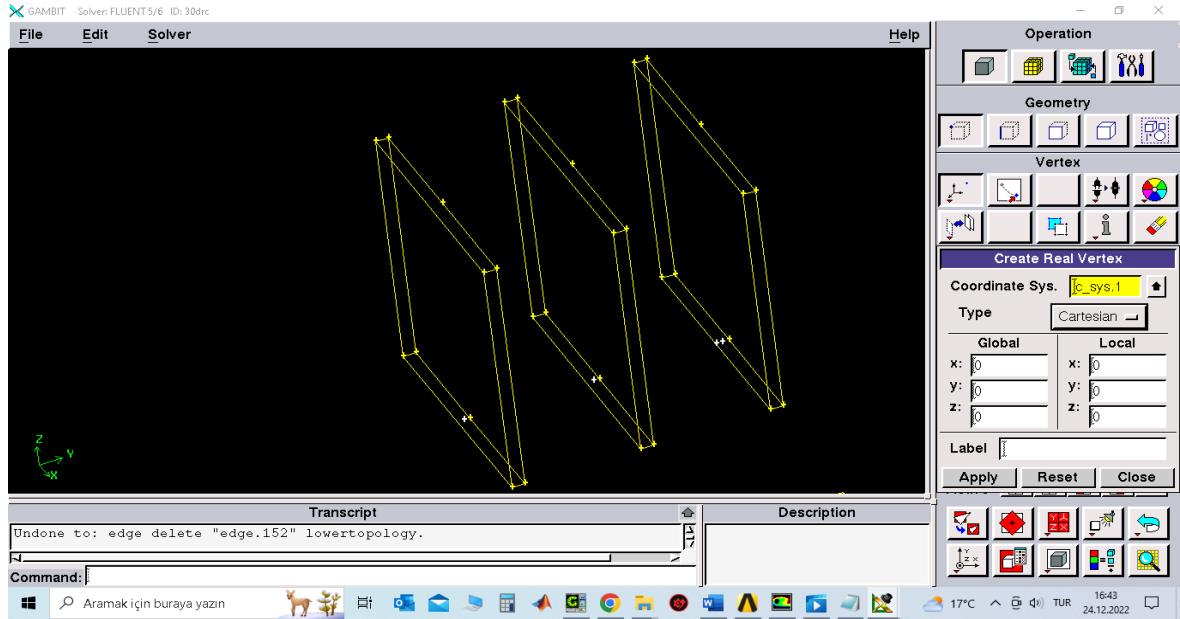 GAMBIT Solver: FLUENT 5/6 ID: 30drc
File Edit Solver Help
Operation
Geometry
Vertex
Create Real Vertex
Coordinate Sys. c_sys.1
Type Cartesian
Global Local
x: 0 x: 0
y: 0 y: 0
z: 0 z: 0
Label
Apply Reset Close
Z
Y
X
Transcript
Description
Undone to: edge delete "edge.152" lowertopology.
Command:
Aramak için buraya yazın
17°C
TUR
16:43
24.12.2022